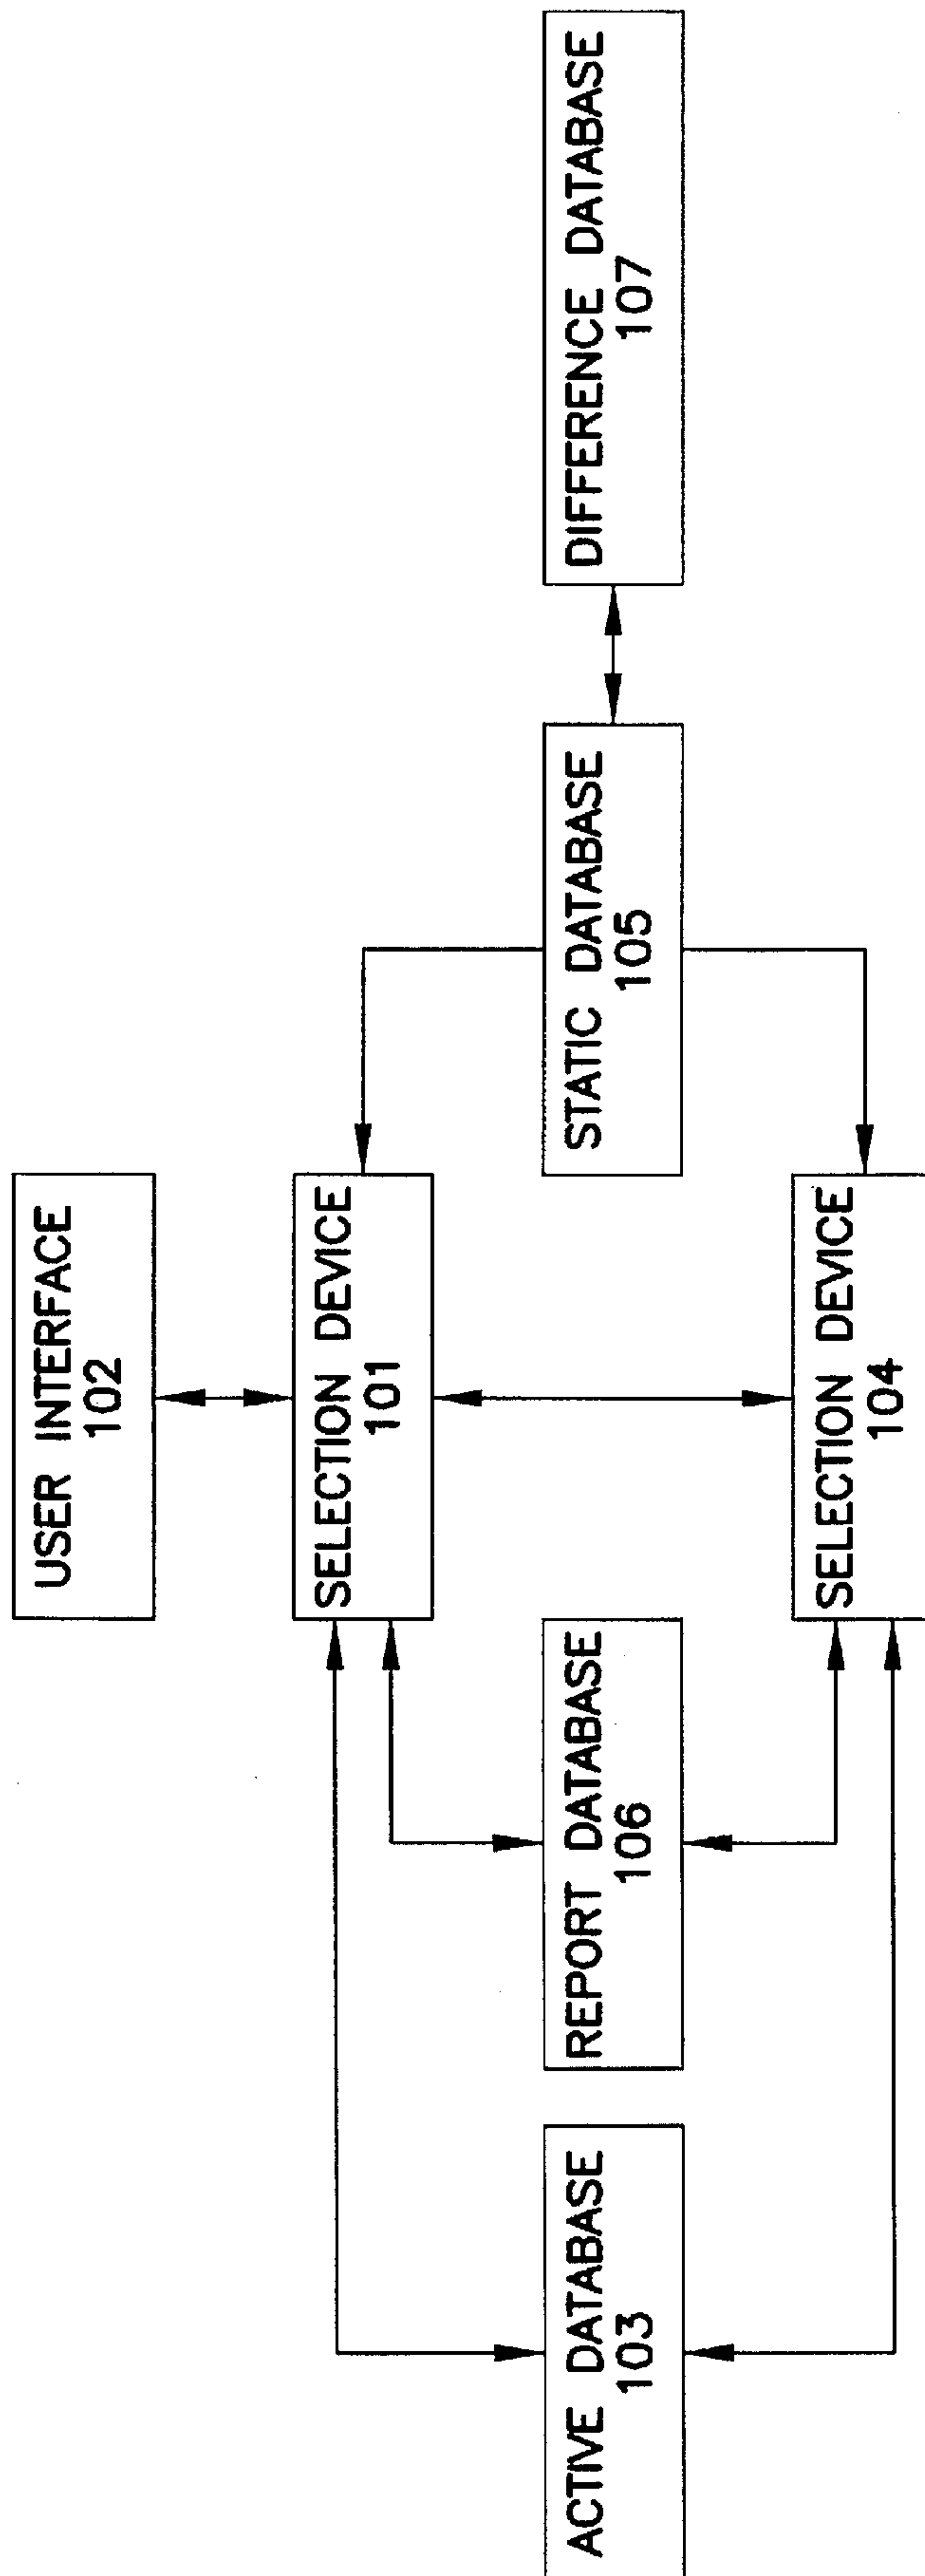 USER INTERFACE
102
SELECTION DEVICE
101
ACTIVE DATABASE
103
REPORT DATABASE
106
STATIC DATABASE
105
DIFFERENCE DATABASE
107
SELECTION DEVICE
104